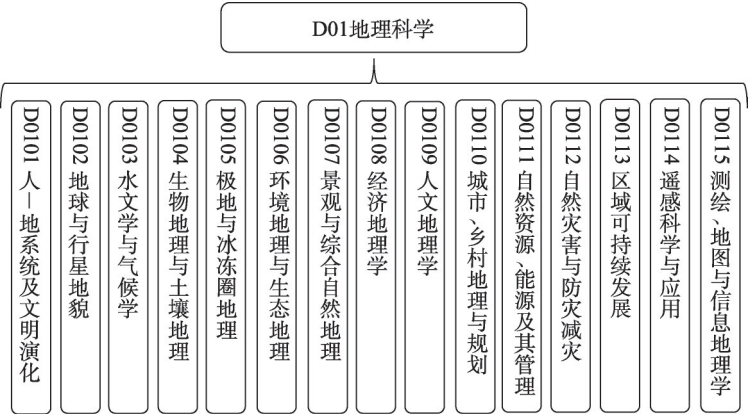 D01地理科学
D0101 人—地系统及文明演化
D0102 地球与行星地貌
D0103 水文学与气候学
D0104 生物地理与土壤地理
D0105 极地与冰冻圈地理
D0106 环境地理与生态地理
D0107 景观与综合自然地理
D0108 经济地理学
D0109 人文地理学
D0110 城市、乡村地理与规划
D0111 自然资源、能源及其管理
D0112 自然灾害与防灾减灾
D0113 区域可持续发展
D0114 遥感科学与应用
D0115 测绘、地图与信息地理学